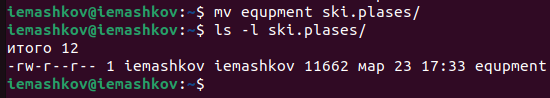 iemashkov@iemashkov:~$ mv equpment ski.plases/
iemashkov@iemashkov:~$ ls -l ski.plases/
итого 12
-rw-r--r-- 1 iemashkov iemashkov 11662 мар 23 17:33 equpment
iemashkov@iemashkov:~$